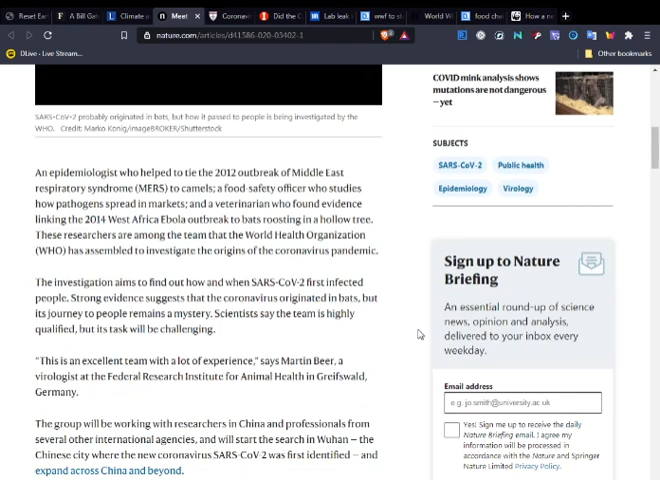 Reset Ear
A Bill Gat
Climate a
Meet
Coronavi
Did the C
Lab leak
wwf to st
World W
food cha
How a ne
nature.com/articles/d41586-020-03402-1
DLive - Live Stream...
Other bookmarks
SARS-CoV-2 probably originated in bats, but how it passed to people is being investigated by the
WHO. Credit: Marko Konig/imageBROKER/Shutterstock
An epidemiologist who helped to tie the 2012 outbreak of Middle East
respiratory syndrome (MERS) to camels; a food-safety officer who studies
how pathogens spread in markets; and a veterinarian who found evidence
linking the 2014 West Africa Ebola outbreak to bats roosting in a hollow tree.
These researchers are among the team that the World Health Organization
(WHO) has assembled to investigate the origins of the coronavirus pandemic.
The investigation aims to find out how and when SARS-CoV-2 first infected
people. Strong evidence suggests that the coronavirus originated in bats, but
its journey to people remains a mystery. Scientists say the team is highly
qualified, but its task will be challenging.
“This is an excellent team with a lot of experience,” says Martin Beer, a
virologist at the Federal Research Institute for Animal Health in Greifswald,
Germany.
The group will be working with researchers in China and professionals from
several other international agencies, and will start the search in Wuhan — the
Chinese city where the new coronavirus SARS-CoV-2 was first identified — and
expand across China and beyond.
COVID mink analysis shows
mutations are not dangerous
— yet
SUBJECTS
SARS-CoV-2
Public health
Epidemiology
Virology
Sign up to Nature
Briefing
An essential round-up of science
news, opinion and analysis,
delivered to your inbox every
weekday.
Email address
e.g. jo.smith@university.ac.uk
Yes: Sign me up to receive the daily
Nature Briefing email. I agree my
information will be processed in
accordance with the Nature and Springer
Nature Limited Privacy Policy.